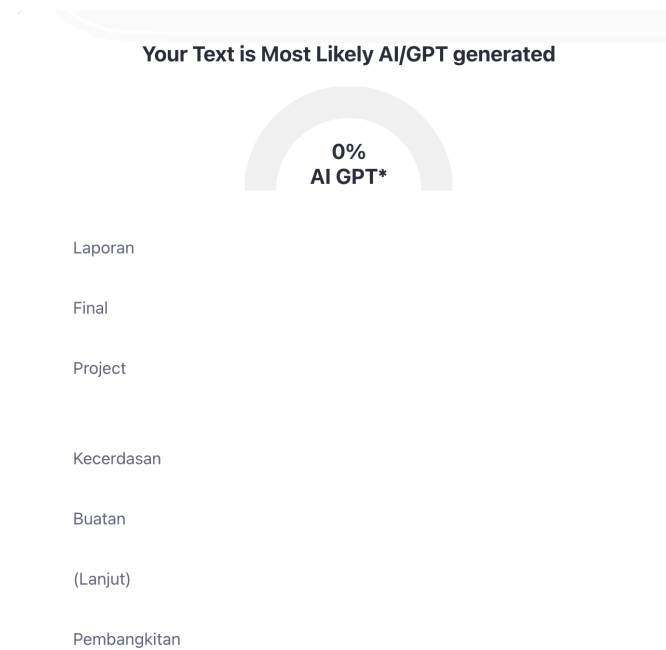 Your Text is Most Likely AI/GPT generated
0%
AI GPT*
Laporan
Final
Project
Kecerdasan
Buatan
(Lanjut)
Pembangkitan